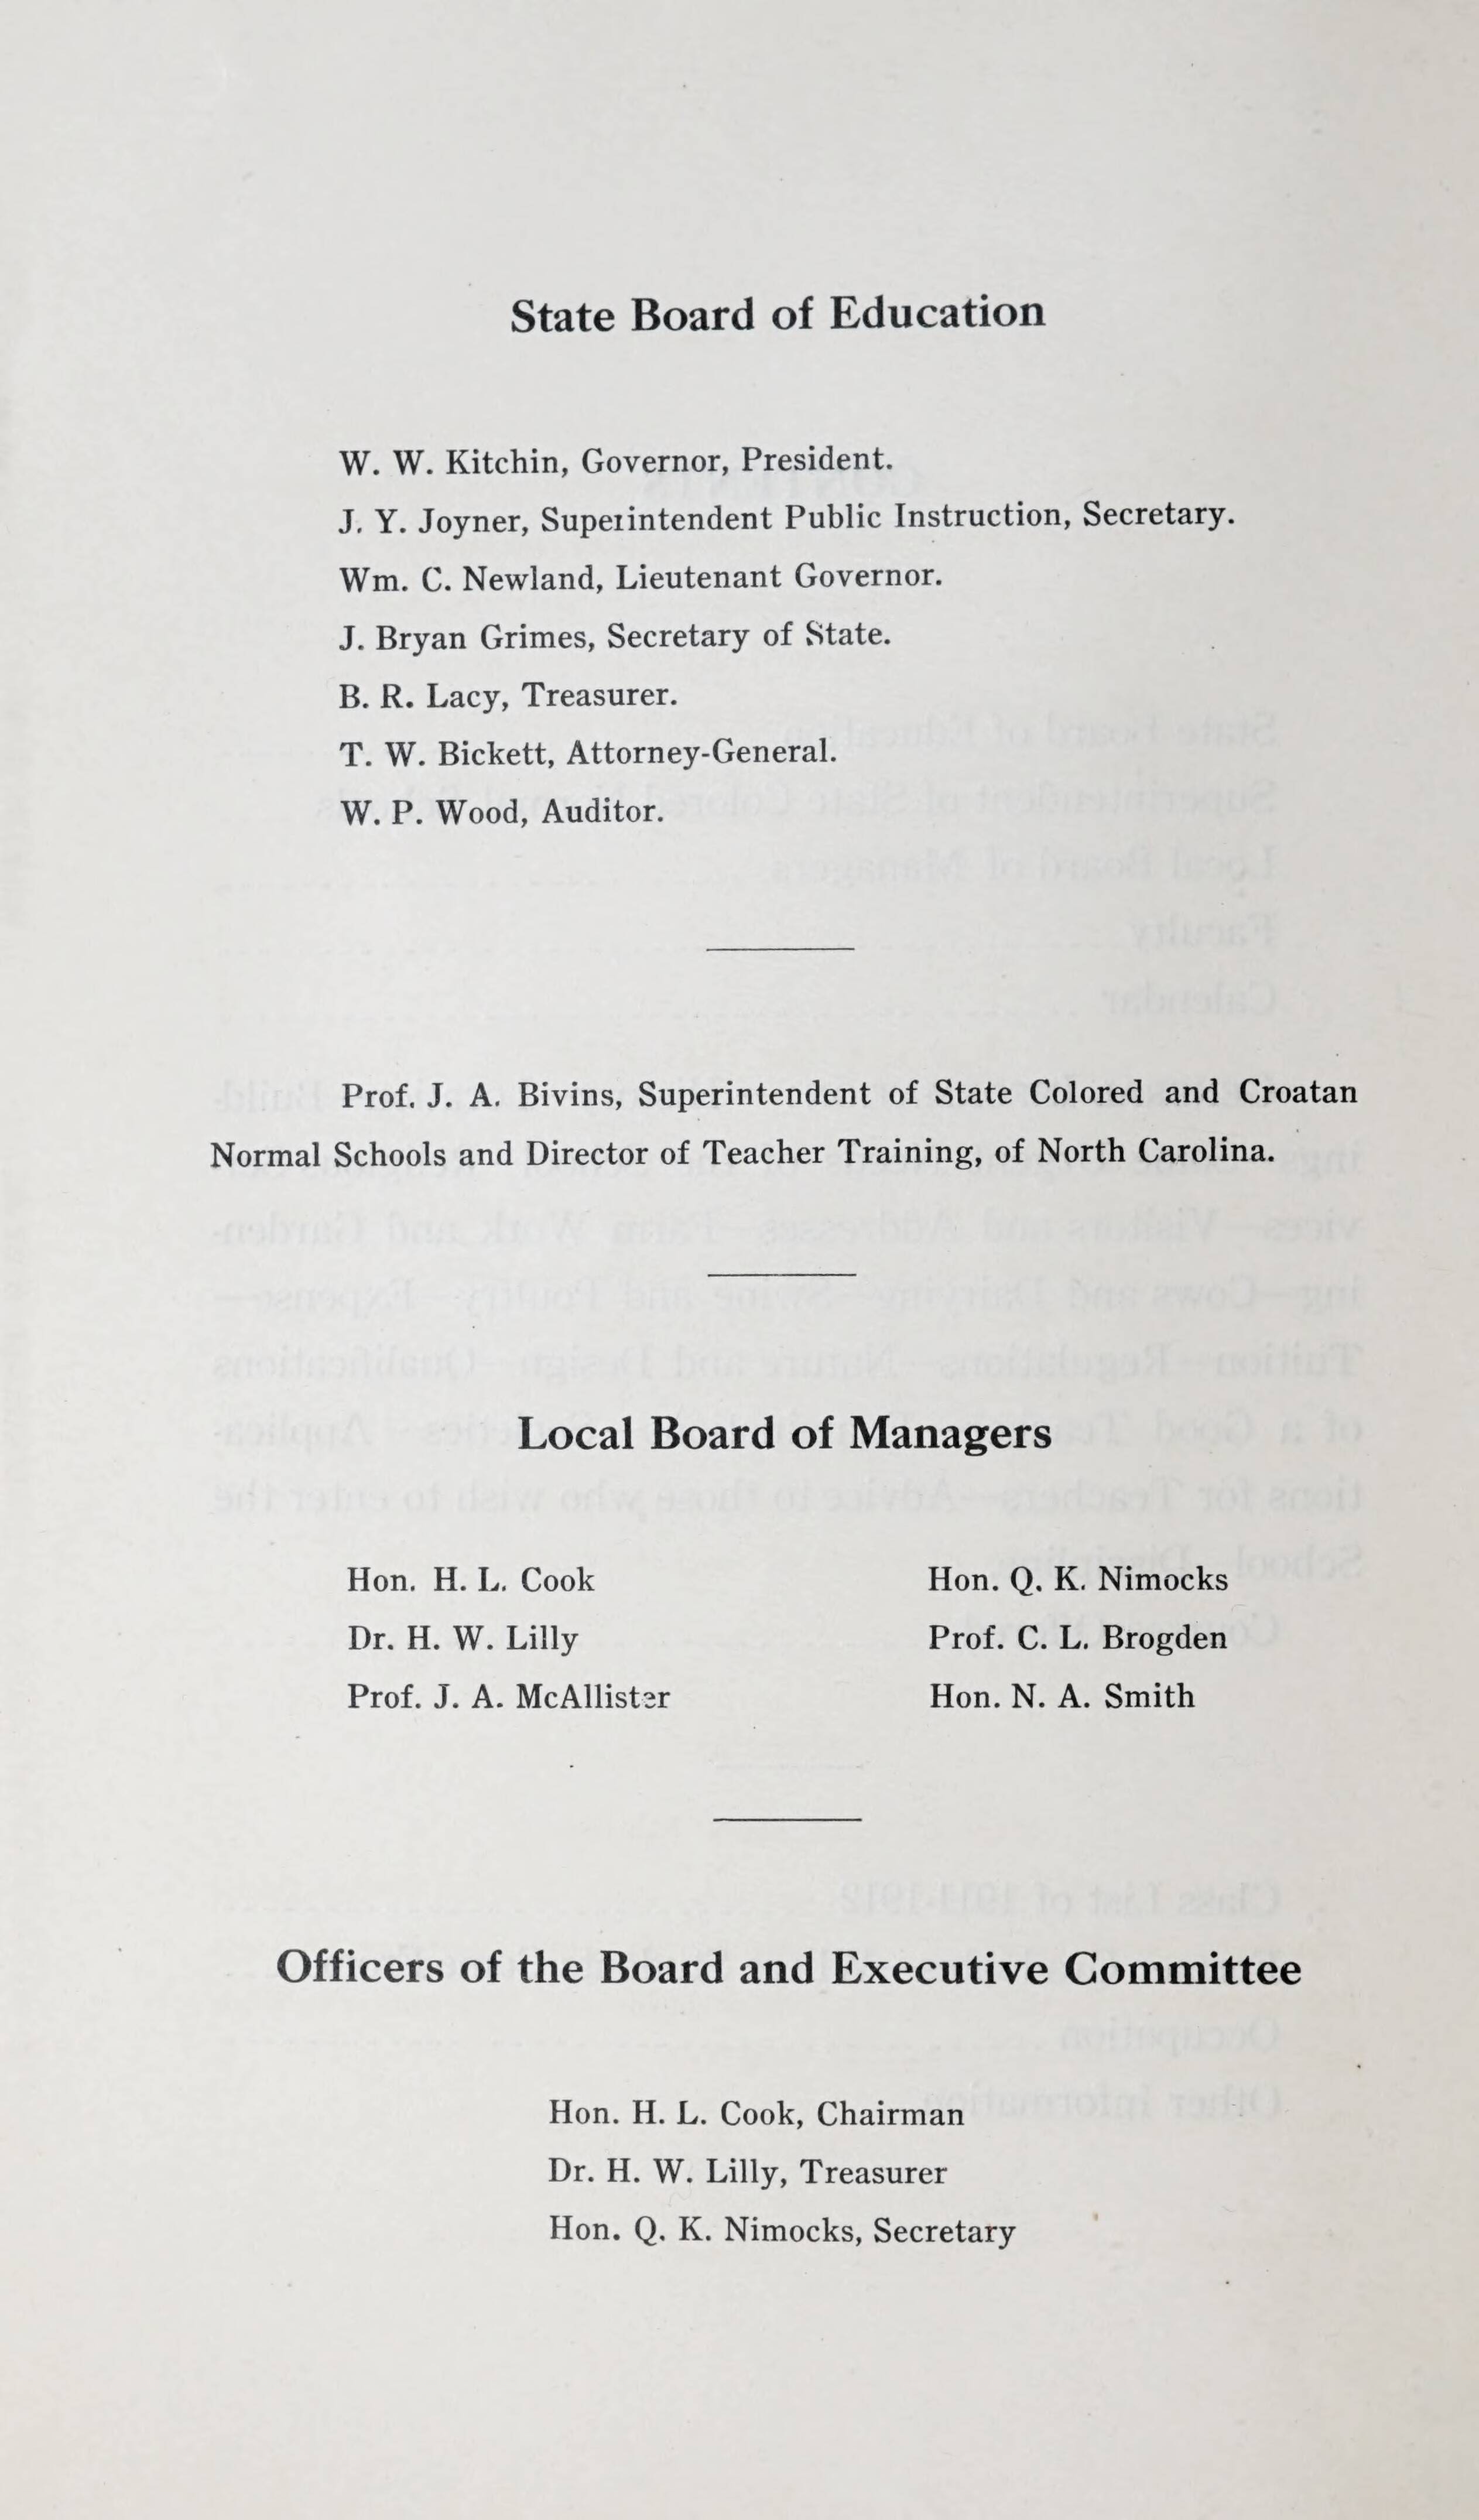 State Board of Education
W. W. Kitchin, Governor, President.
J. Y. Joyner, Superintendent Public Instruction, Secretary.
Wm. C. Newland, Lieutenant Governor.
J. Bryan Grimes, Secretary of State.
B. R. Lacy, Treasurer.
T. W. Bickett, Attorney-General.
W. P. Wood, Auditor.
Prof. J. A. Bivins, Superintendent of State Colored and Croatan
Normal Schools and Director of Teacher Training, of North Carolina.
Local Board of Managers
Hon. H. L. Cook
Dr. H. W. Lilly
Prof. J. A. McAllister
Hon. Q. K. Nimocks
Prof. C. L. Brogden
Hon. N. A. Smith
Officers of the Board and Executive Committee
Hon. H. L. Cook, Chairman
Dr. H. W. Lilly, Treasurer
Hon. Q. K. Nimocks, Secretary